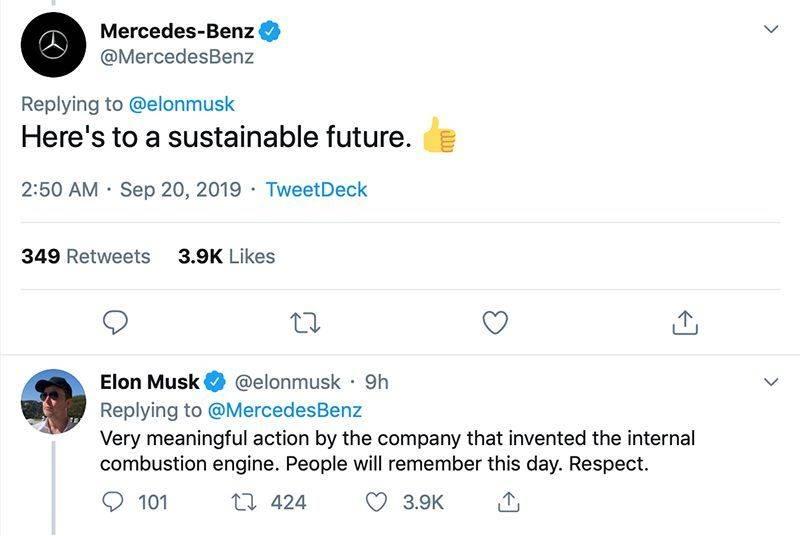 Mercedes-Benz
@MercedesBenz
Replying to @elonmusk
Here's to a sustainable future. 👍
2:50 AM · Sep 20, 2019 · TweetDeck
349 Retweets 3.9K Likes
Elon Musk @elonmusk · 9h
Replying to @MercedesBenz
Very meaningful action by the company that invented the internal
combustion engine. People will remember this day. Respect.
101 424 3.9K